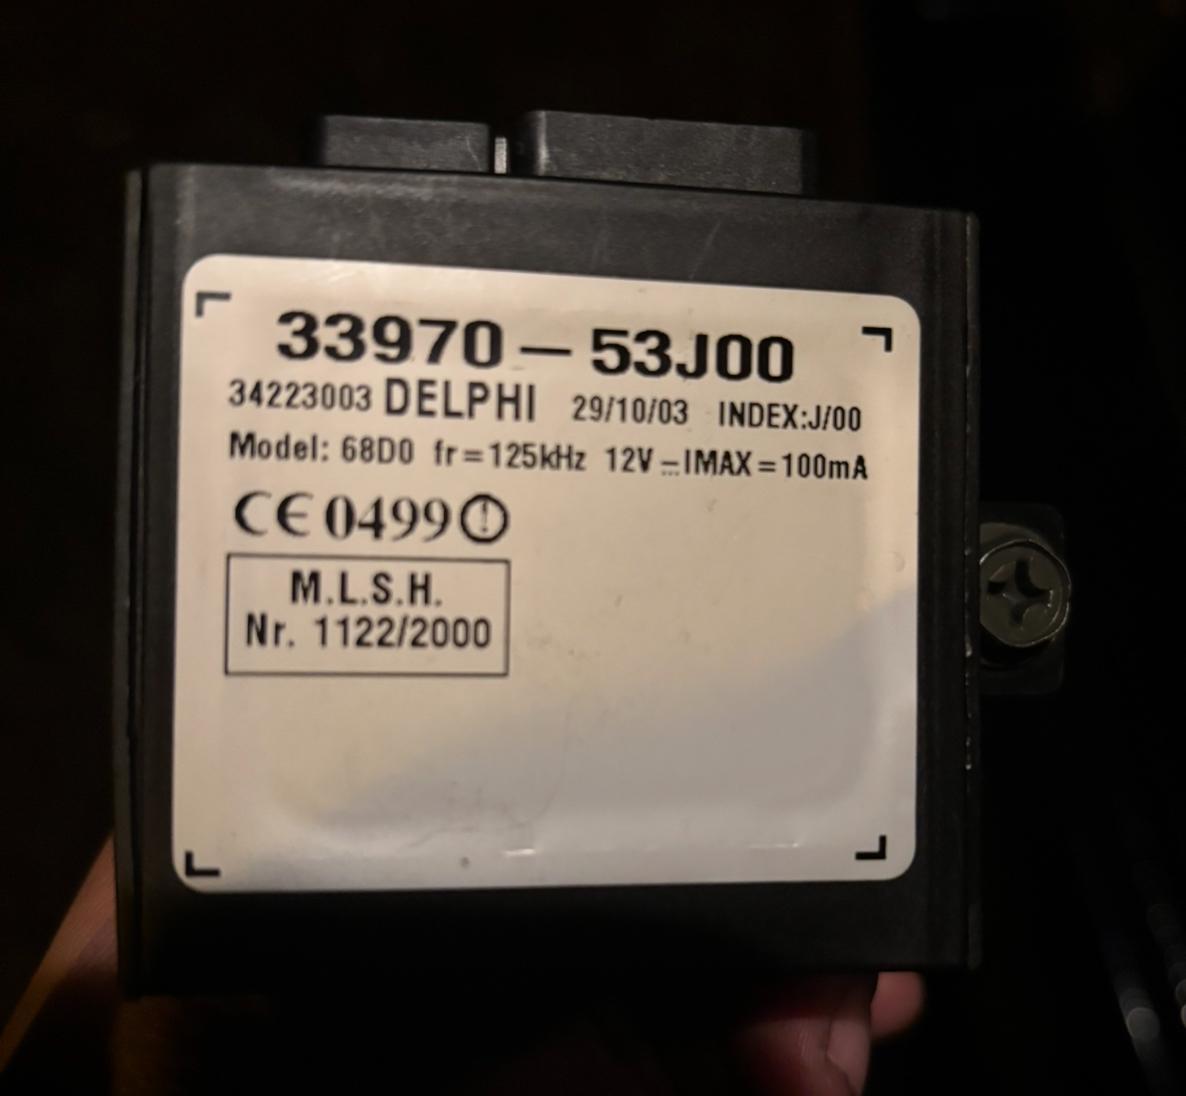 33970 – 53J00
34223003 DELPHI 29/10/03 INDEX:J/00
Model: 68D0 fr=125kHz 12V ⎓IMAX=100mA
CE 0499 !
M.L.S.H.
Nr. 1122/2000